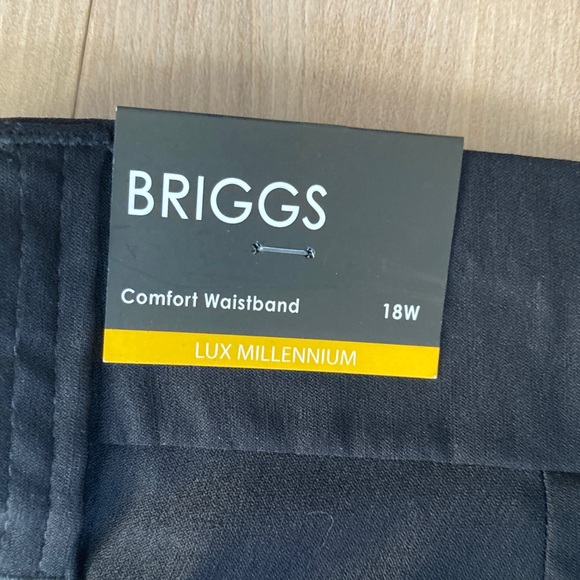 BRIGGS
Comfort Waistband 18W
LUX MILLENNIUM